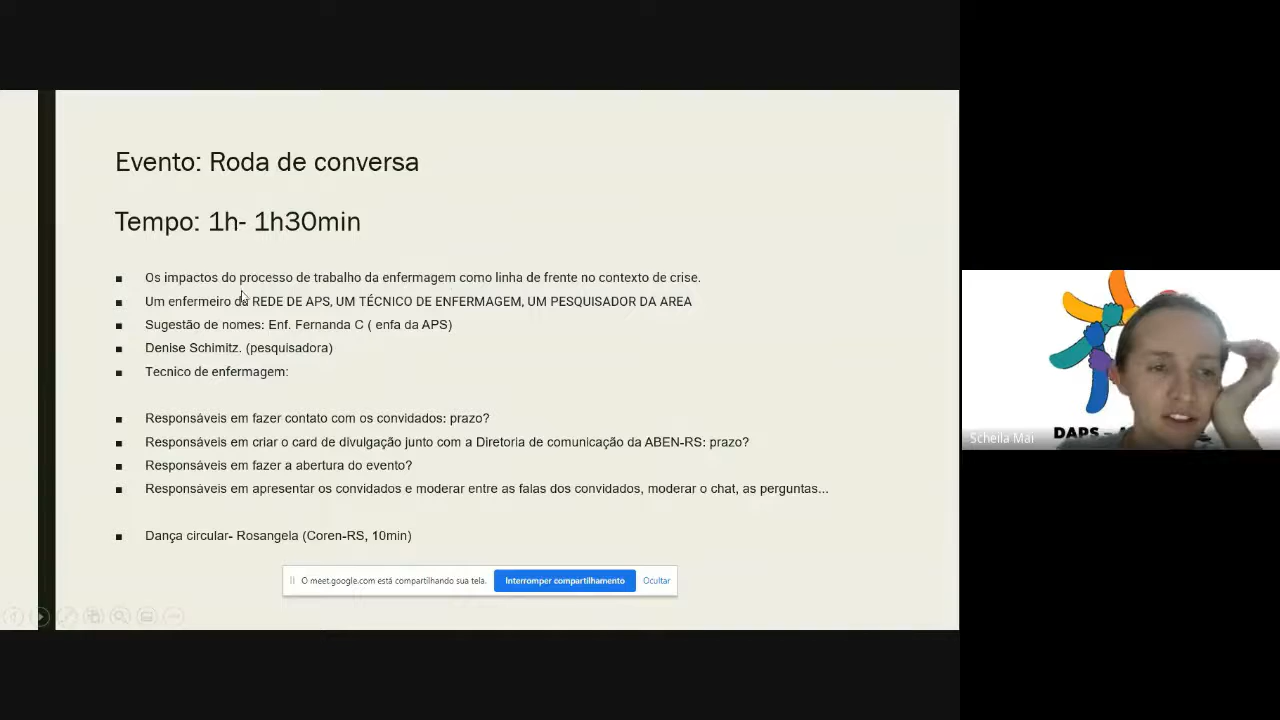 Evento: Roda de conversa
Tempo: 1h- 1h30min
Os impactos do processo de trabalho da enfermagem como linha de frente no contexto de crise.
Um enfermeiro da REDE DE APS, UM TÉCNICO DE ENFERMAGEM, UM PESQUISADOR DA AREA
Sugestão de nomes: Enf. Fernanda C ( enfa da APS)
Denise Schimitz. (pesquisadora)
Tecnico de enfermagem:
Responsáveis em fazer contato com os convidados: prazo?
Responsáveis em criar o card de divulgação junto com a Diretoria de comunicação da ABEN-RS: prazo?
Responsáveis em fazer a abertura do evento?
Responsáveis em apresentar os convidados e moderar entre as falas dos convidados, moderar o chat, as perguntas...
Dança circular- Rosangela (Coren-RS, 10min)
O meet.google.com está compartilhando sua tela.
Interromper compartilhamento
Ocultar
DAPS –
Scheila Mai